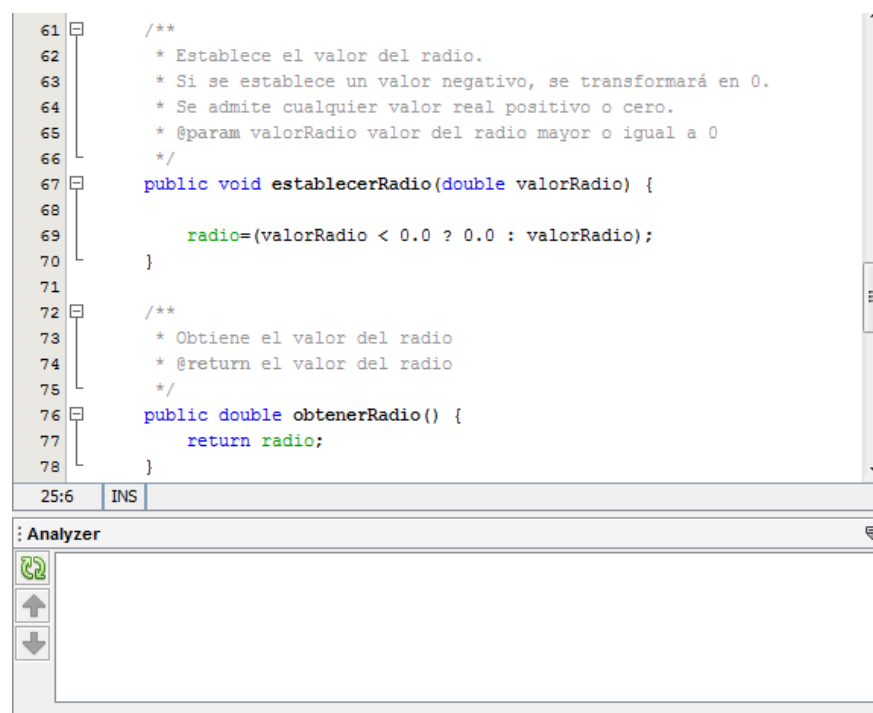 61 /**
62 * Establece el valor del radio.
63 * Si se establece un valor negativo, se transformará en 0.
64 * Se admite cualquier valor real positivo o cero.
65 * @param valorRadio valor del radio mayor o igual a 0
66 */
67 public void establecerRadio(double valorRadio) {
68
69 radio=(valorRadio < 0.0 ? 0.0 : valorRadio);
70 }
71
72 /**
73 * Obtiene el valor del radio
74 * @return el valor del radio
75 */
76 public double obtenerRadio() {
77 return radio;
78 }
25:6 INS
Analyzer